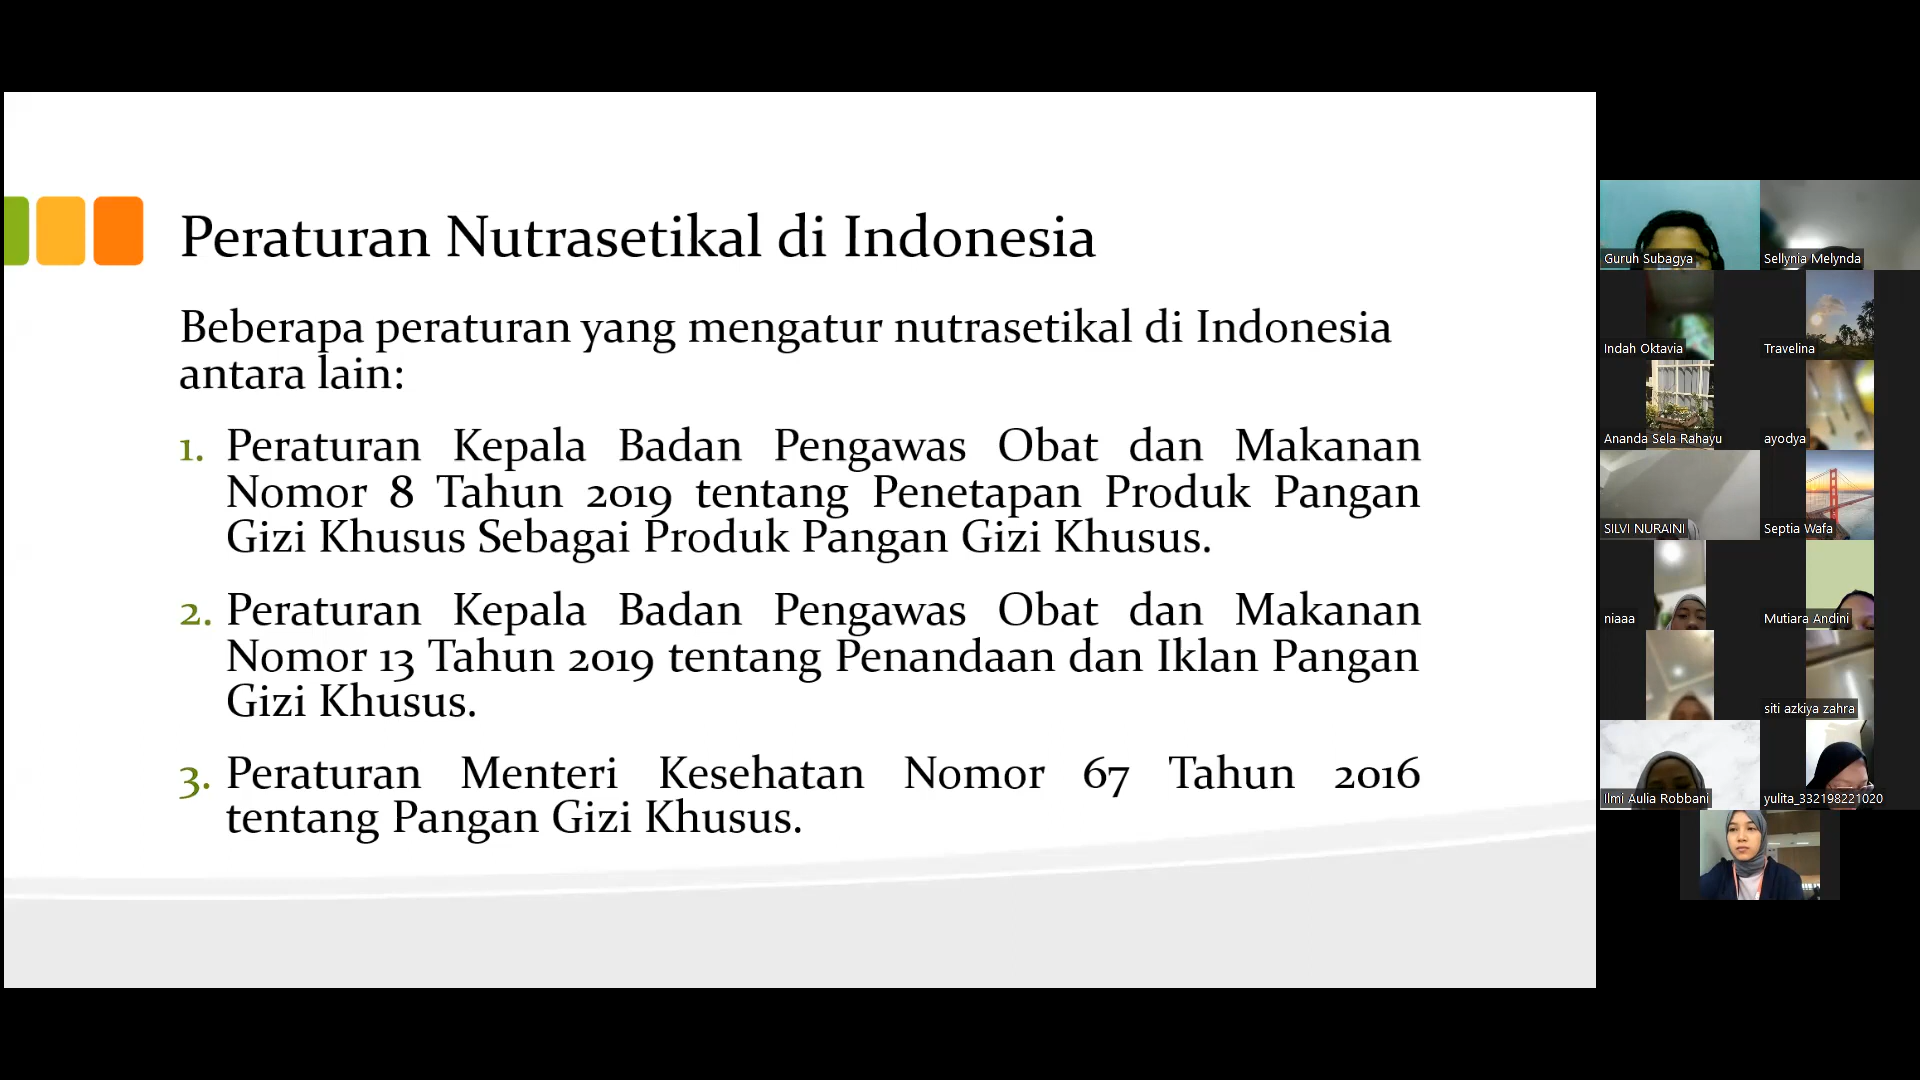 Peraturan Nutrasetikal di Indonesia
Beberapa peraturan yang mengatur nutrasetikal di Indonesia
antara lain:
1. Peraturan Kepala Badan Pengawas Obat dan Makanan
Nomor 8 Tahun 2019 tentang Penetapan Produk Pangan
Gizi Khusus Sebagai Produk Pangan Gizi Khusus.
2. Peraturan Kepala Badan Pengawas Obat dan Makanan
Nomor 13 Tahun 2019 tentang Penandaan dan Iklan Pangan
Gizi Khusus.
3. Peraturan Menteri Kesehatan Nomor 67 Tahun 2016
tentang Pangan Gizi Khusus.
Guruh Subagya
Sellynia Melynda
Indah Oktavia
Travelina
Ananda Sela Rahayu
ayodya
SILVI NURAINI
Septia Wafa
niaaa
Mutiara Andini
siti azkiya zahra
Ilmi Aulia Robbani
yulita_332198221020